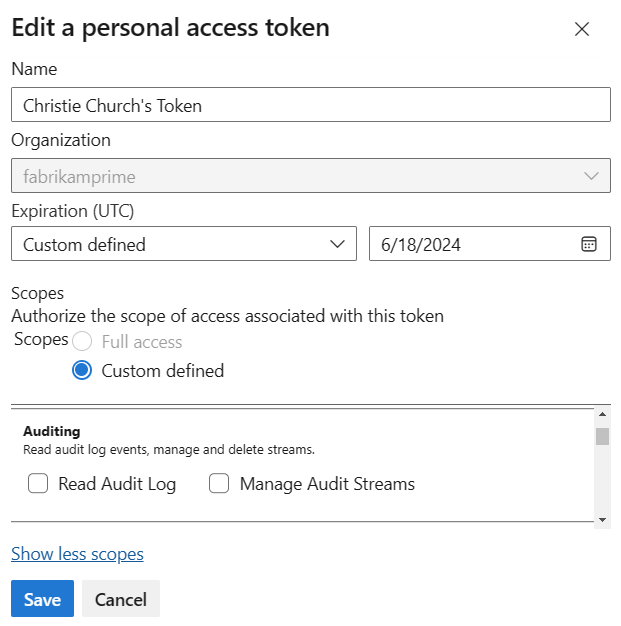 Edit a personal access token
Name
Christie Church's Token
Organization
fabrikamprime
Expiration (UTC)
Custom defined
6/18/2024
Scopes
Authorize the scope of access associated with this token
Scopes Full access
Custom defined
Auditing
Read audit log events, manage and delete streams.
Read Audit Log Manage Audit Streams
Show less scopes
Save Cancel